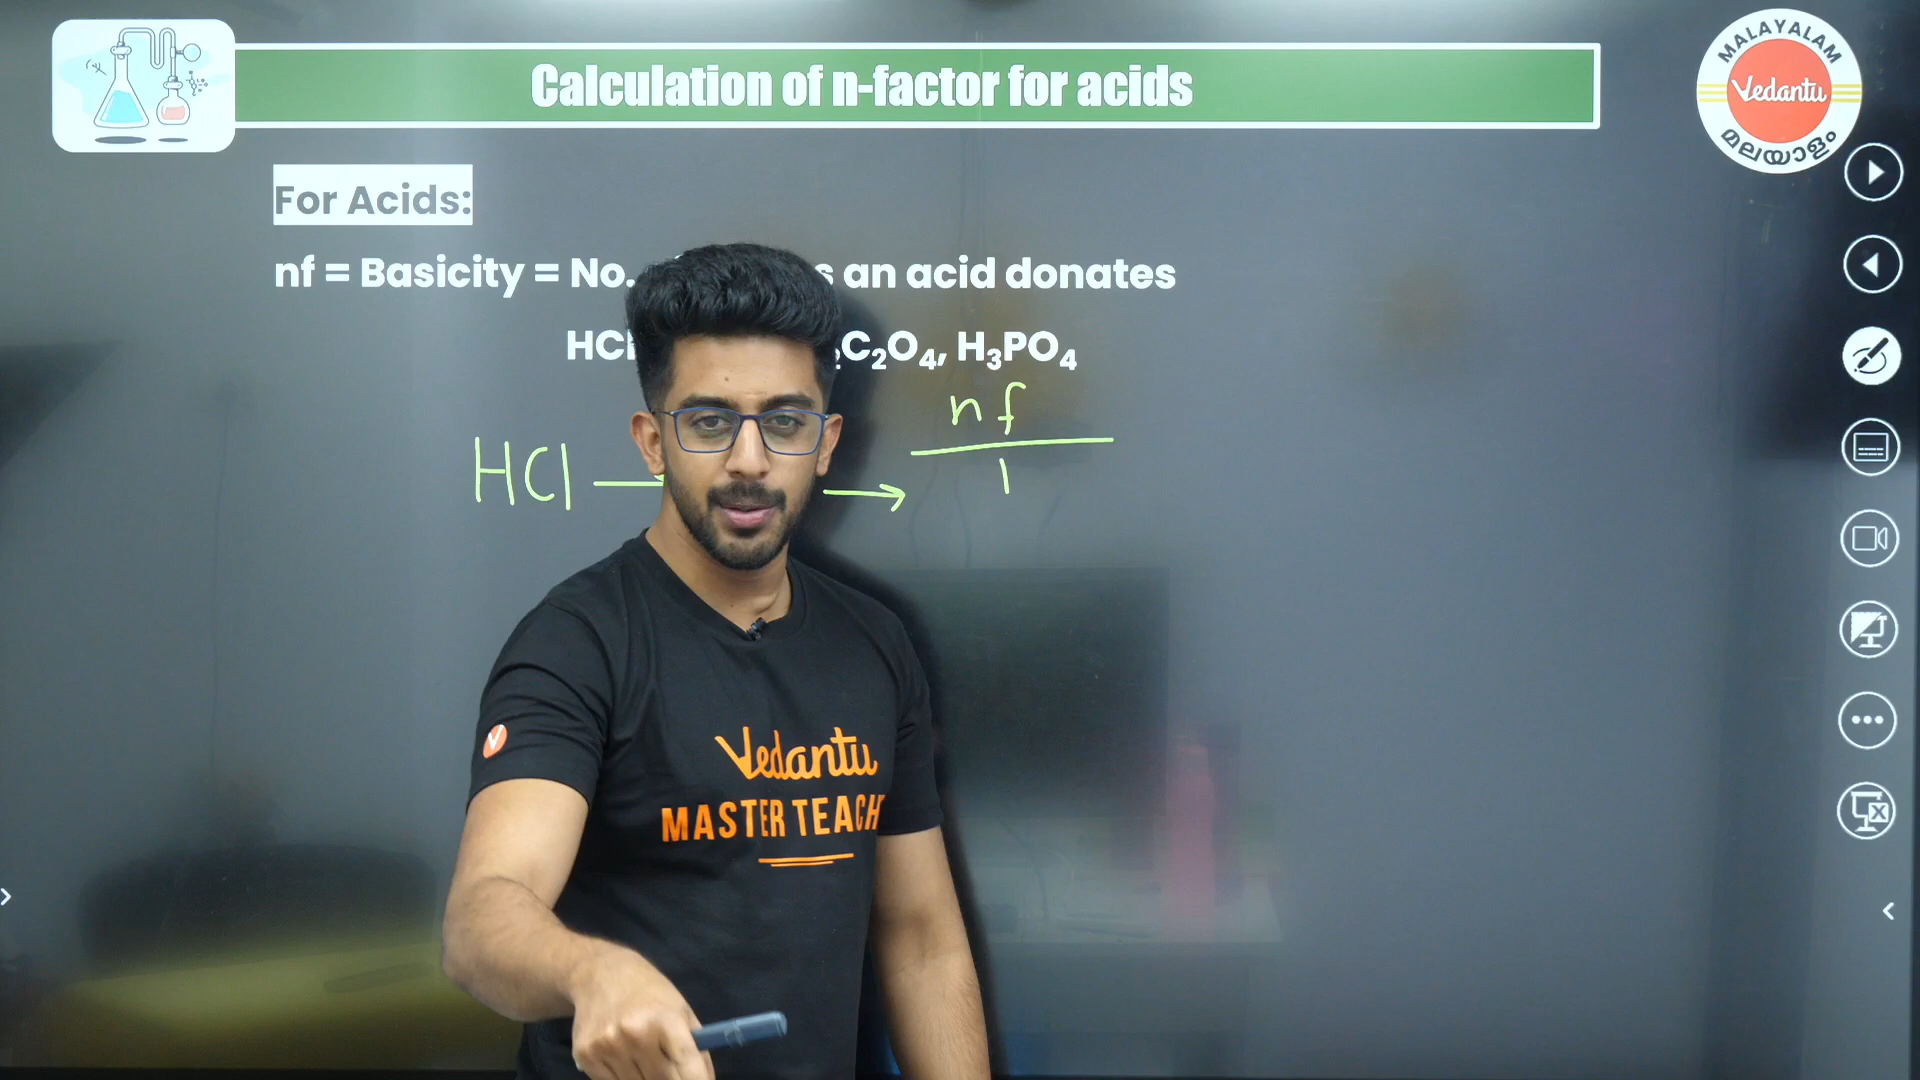 Calculation of n-factor for acids
MALAYALAM
Vedantu
മലയാളം
For Acids:
nf = Basicity = No. s an acid donates
HCl C₂O₄, H₃PO₄
nf
HCl → 1
Vedantu
MASTER TEACH